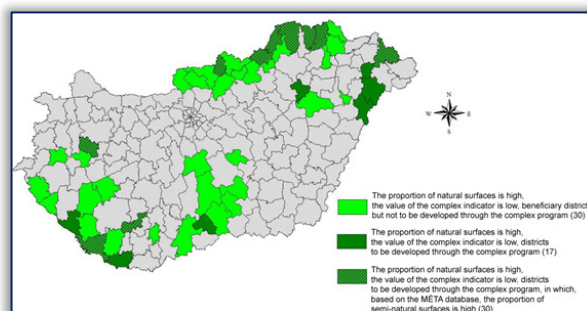 N
W E
S
The proportion of natural surfaces is high,
the value of the complex indicator is low, beneficiary district
but not to be developed through the complex program (30)
The proportion of natural surfaces is high,
the value of the complex indicator is low, districts
to be developed through the complex program (17)
The proportion of natural surfaces is high,
the value of the complex indicator is low, districts
to be developed through the complex program, in which,
based on the MÉTA database, the proportion of
semi-natural surfaces is high (30)